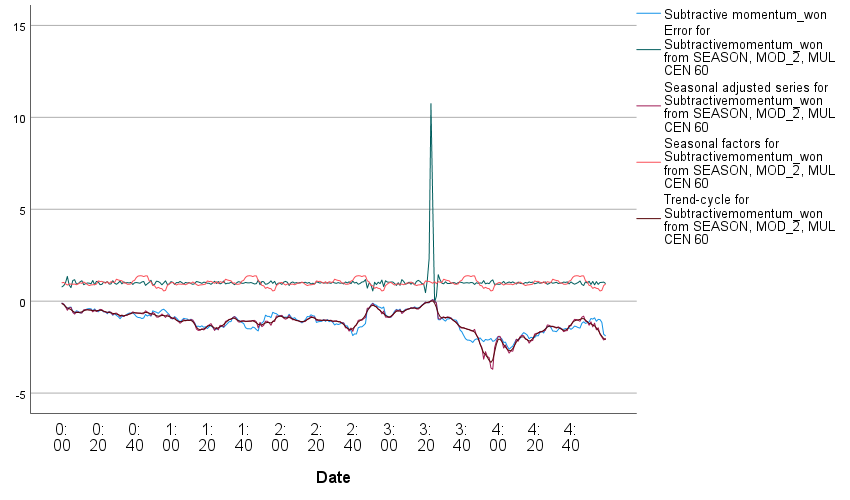 15
10
5
0
-5
0:
00
0:
20
0:
40
1:
00
1:
20
1:
40
2:
00
2:
20
2:
40
3:
00
3:
20
3:
40
4:
00
4:
20
4:
40
Date
Subtractive momentum_won
Error for
Subtractivemomentum_won
from SEASON, MOD_2, MUL
CEN 60
Seasonal adjusted series for
Subtractivemomentum_won
from SEASON, MOD_2, MUL
CEN 60
Seasonal factors for
Subtractivemomentum_won
from SEASON, MOD_2, MUL
CEN 60
Trend-cycle for
Subtractivemomentum_won
from SEASON, MOD_2, MUL
CEN 60